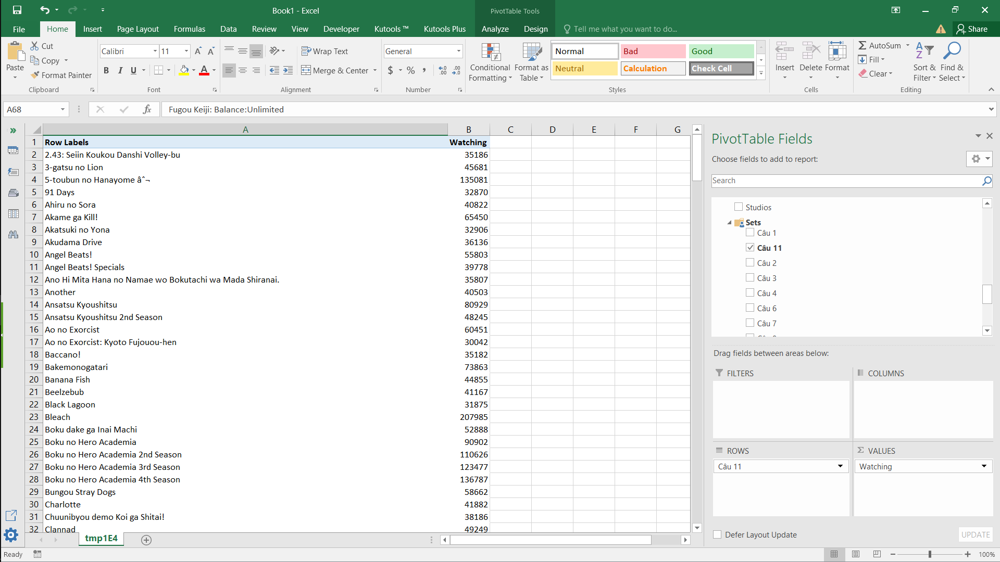 Book1 - Excel
PivotTable Tools
File
Home
Insert
Page Layout
Formulas
Data
Review
View
Developer
Kutools ™
Kutools Plus
Analyze
Design
Tell me what you want to do...
Share
Paste
Cut
Copy
Format Painter
Clipboard
Calibri
11
Font
Wrap Text
Merge & Center
Alignment
General
Number
Conditional Formatting
Format as Table
Normal
Bad
Good
Neutral
Calculation
Check Cell
Styles
Insert
Delete
Format
Cells
AutoSum
Fill
Clear
Sort & Filter
Find & Select
Editing
A68
Fugou Keiji: Balance:Unlimited
A B C D E F G
1 Row Labels Watching
2 2.43: Seiin Koukou Danshi Volley-bu 35186
3 3-gatsu no Lion 45681
4 5-toubun no Hanayome âˆ¬ 135081
5 91 Days 32870
6 Ahiru no Sora 40822
7 Akame ga Kill! 65450
8 Akatsuki no Yona 32906
9 Akudama Drive 36136
10 Angel Beats! 55803
11 Angel Beats! Specials 39778
12 Ano Hi Mita Hana no Namae wo Bokutachi wa Mada Shiranai. 35807
13 Another 40503
14 Ansatsu Kyoushitsu 80929
15 Ansatsu Kyoushitsu 2nd Season 48245
16 Ao no Exorcist 60451
17 Ao no Exorcist: Kyoto Fujouou-hen 30042
18 Baccano! 35182
19 Bakemonogatari 73863
20 Banana Fish 44855
21 Beelzebub 41167
22 Black Lagoon 31875
23 Bleach 207985
24 Boku dake ga Inai Machi 52888
25 Boku no Hero Academia 90902
26 Boku no Hero Academia 2nd Season 110626
27 Boku no Hero Academia 3rd Season 123477
28 Boku no Hero Academia 4th Season 136787
29 Bungou Stray Dogs 58662
30 Charlotte 41882
31 Chuunibyou demo Koi ga Shitai! 38186
32 Clannad 49249
tmp1E4
PivotTable Fields
Choose fields to add to report:
Search
Studios
Sets
Câu 1
Câu 11
Câu 2
Câu 3
Câu 4
Câu 6
Câu 7
Drag fields between areas below:
FILTERS
COLUMNS
ROWS
VALUES
Câu 11
Watching
Defer Layout Update
UPDATE
Ready
100%